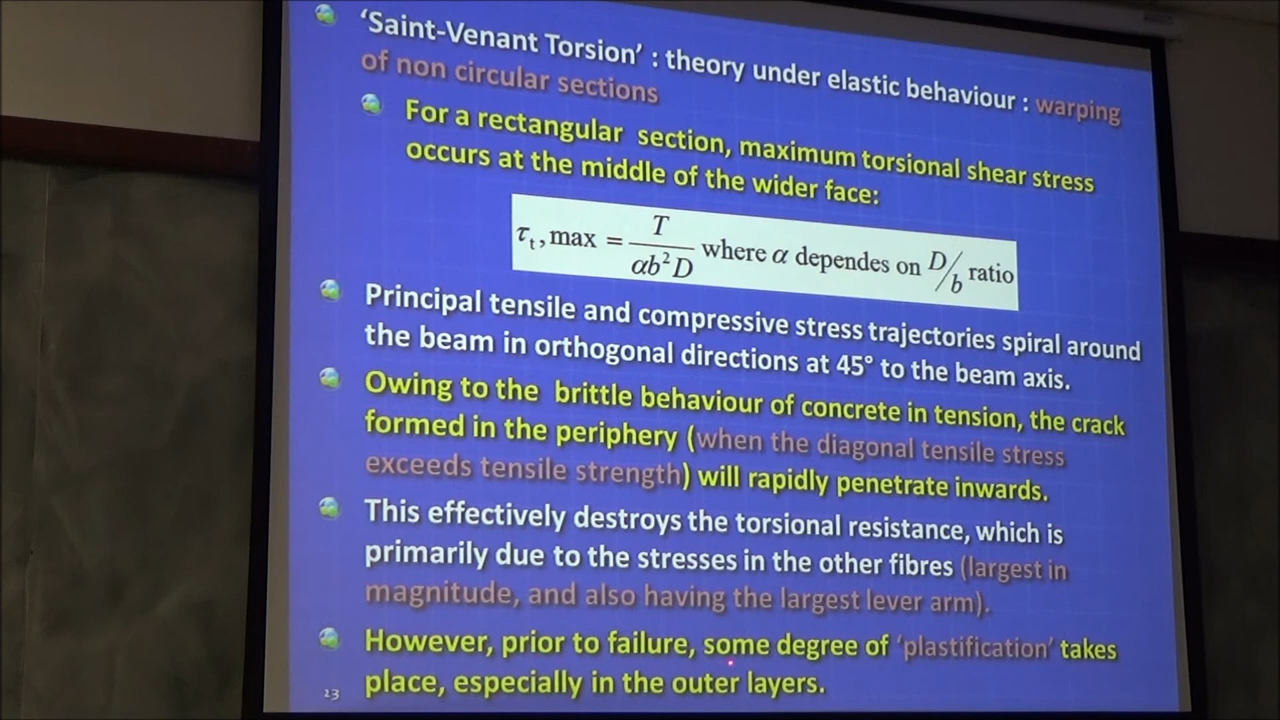 ‘Saint-Venant Torsion’ : theory under elastic behaviour : warping
of non circular sections
For a rectangular section, maximum torsional shear stress
occurs at the middle of the wider face:
τt, max = T / αb²D where α dependes on D/b ratio
Principal tensile and compressive stress trajectories spiral around
the beam in orthogonal directions at 45° to the beam axis.
Owing to the brittle behaviour of concrete in tension, the crack
formed in the periphery (when the diagonal tensile stress
exceeds tensile strength) will rapidly penetrate inwards.
This effectively destroys the torsional resistance, which is
primarily due to the stresses in the other fibres (largest in
magnitude, and also having the largest lever arm).
However, prior to failure, some degree of ‘plastification’ takes
place, especially in the outer layers.
23